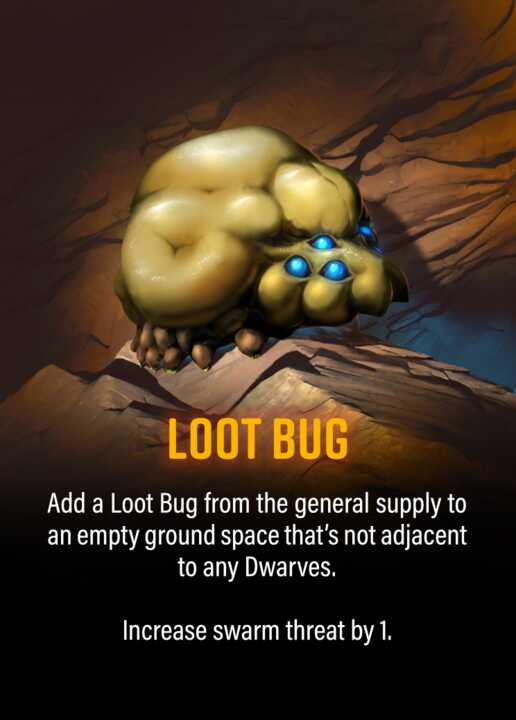 LOOT BUG
Add a Loot Bug from the general supply to
an empty ground space that's not adjacent
to any Dwarves.
Increase swarm threat by 1.